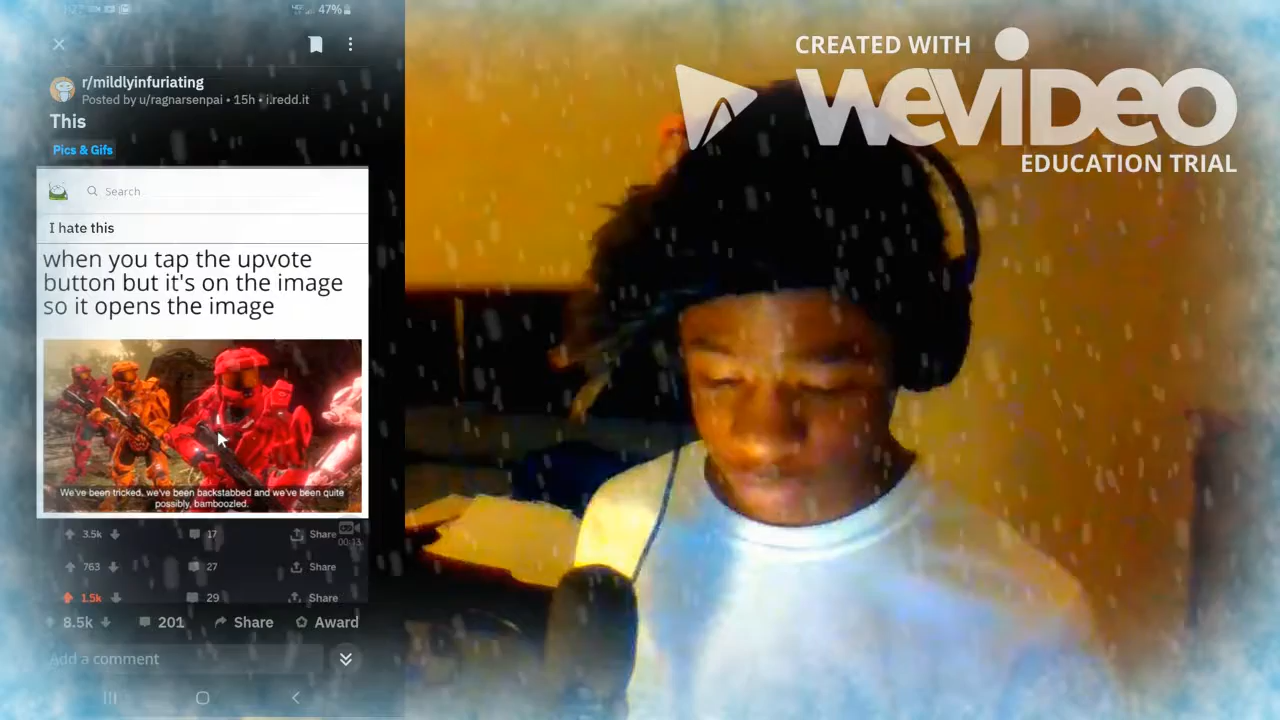 47%
r/mildlyinfuriating
Posted by u/ragnarsenpai • 15h • i.redd.it
This
Pics & Gifs
Search
I hate this
when you tap the upvote
button but it's on the image
so it opens the image
We've been tricked, we've been backstabbed and we've been quite
possibly, bamboozled.
3.5k 17 Share
00:13
763 27 Share
1.5k 29 Share
8.5k 201 Share Award
Add a comment
CREATED WITH
WeVideo
EDUCATION TRIAL